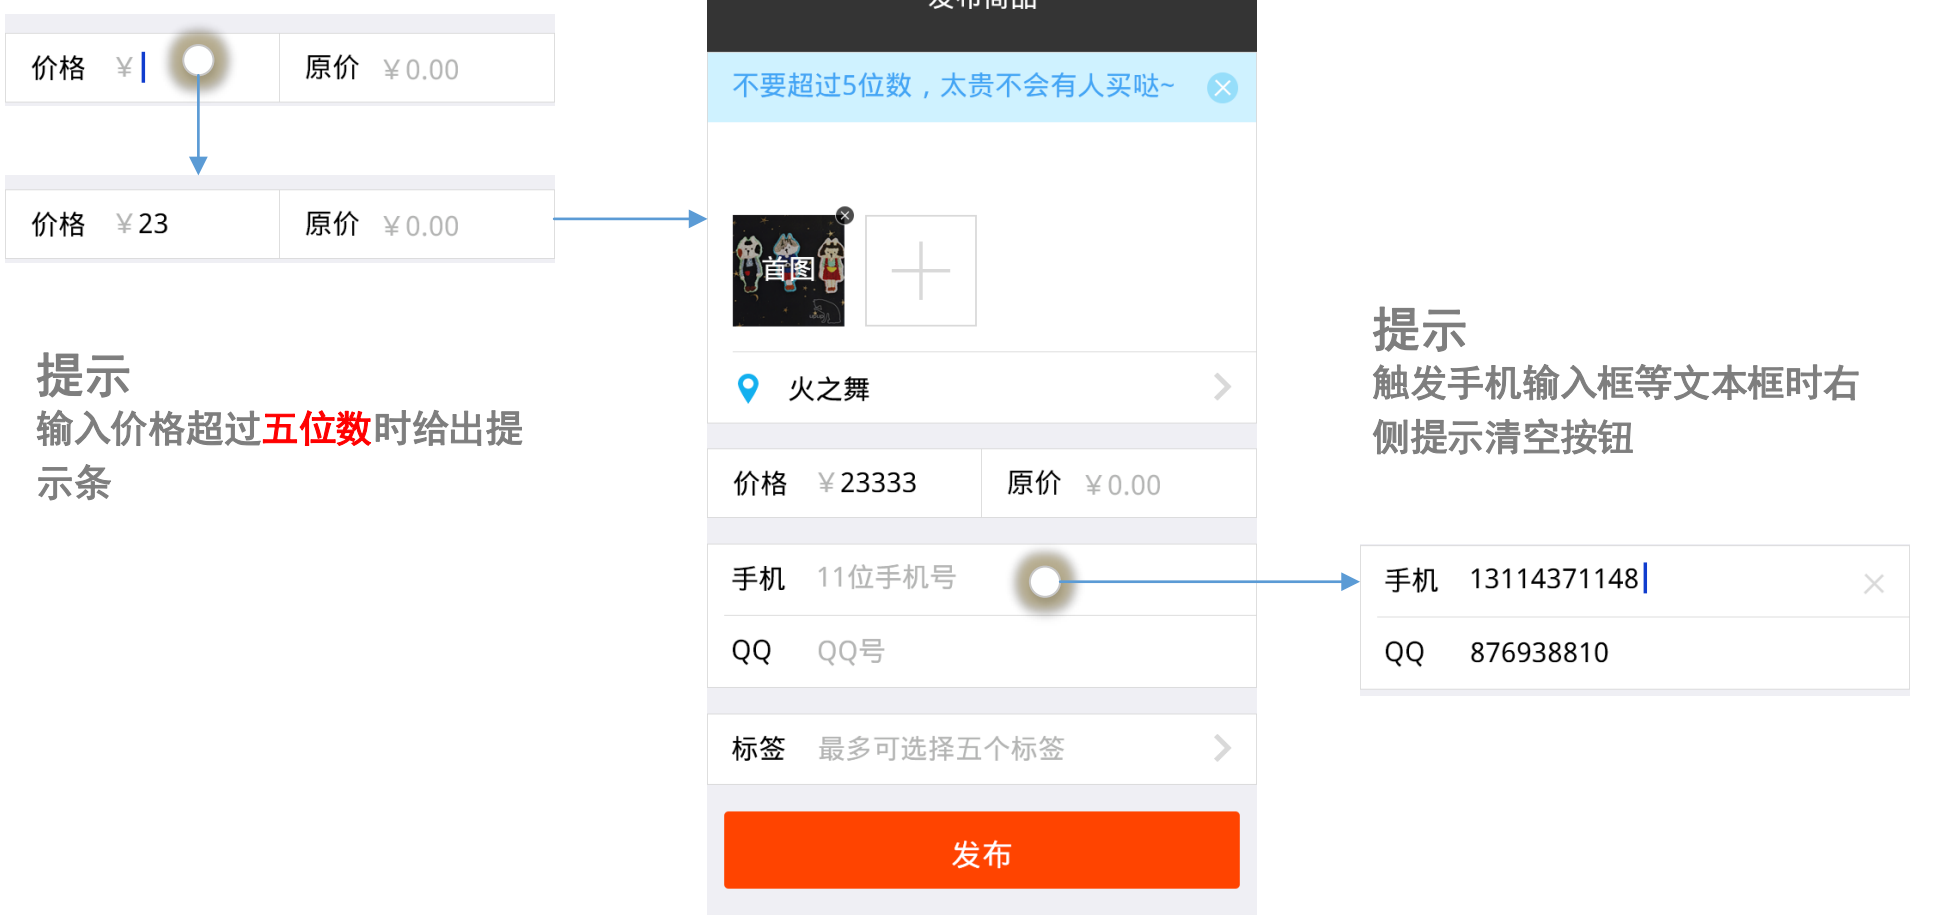 价格 ¥ 原价 ¥0.00
价格 ¥23 原价 ¥0.00
提示
输入价格超过五位数时给出提
示条
发布商品
不要超过5位数，太贵不会有人买哒~
首图
火之舞
价格 ¥23333 原价 ¥0.00
手机 11位手机号
QQ QQ号
标签 最多可选择五个标签
发布
提示
触发手机输入框等文本框时右
侧提示清空按钮
手机 13114371148
QQ 876938810